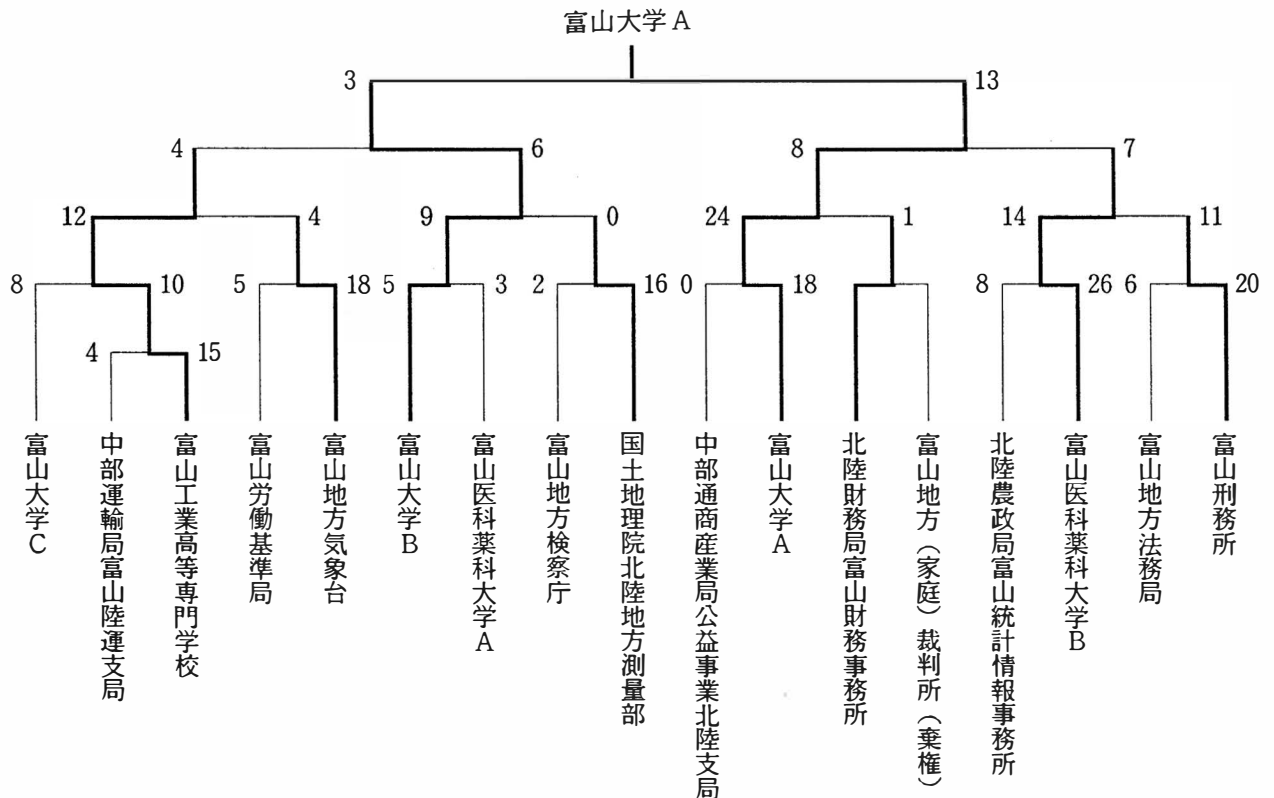 富山大学A
3 13
4 6 8 7
12 4 9 0 24 1 14 11
8 10 5 18 5 3 2 16 0 18 8 26 6 20
4 15
富山大学C
中部運輸局富山陸運支局
富山工業高等専門学校
富山労働基準局
富山地方気象台
富山大学B
富山医科薬科大学A
富山地方検察庁
国土地理院北陸地方測量部
中部通商産業局公益事業北陸支局
富山大学A
北陸財務局富山財務事務所
富山地方（家庭）裁判所（棄権）
北陸農政局富山統計情報事務所
富山医科薬科大学B
富山地方法務局
富山刑務所